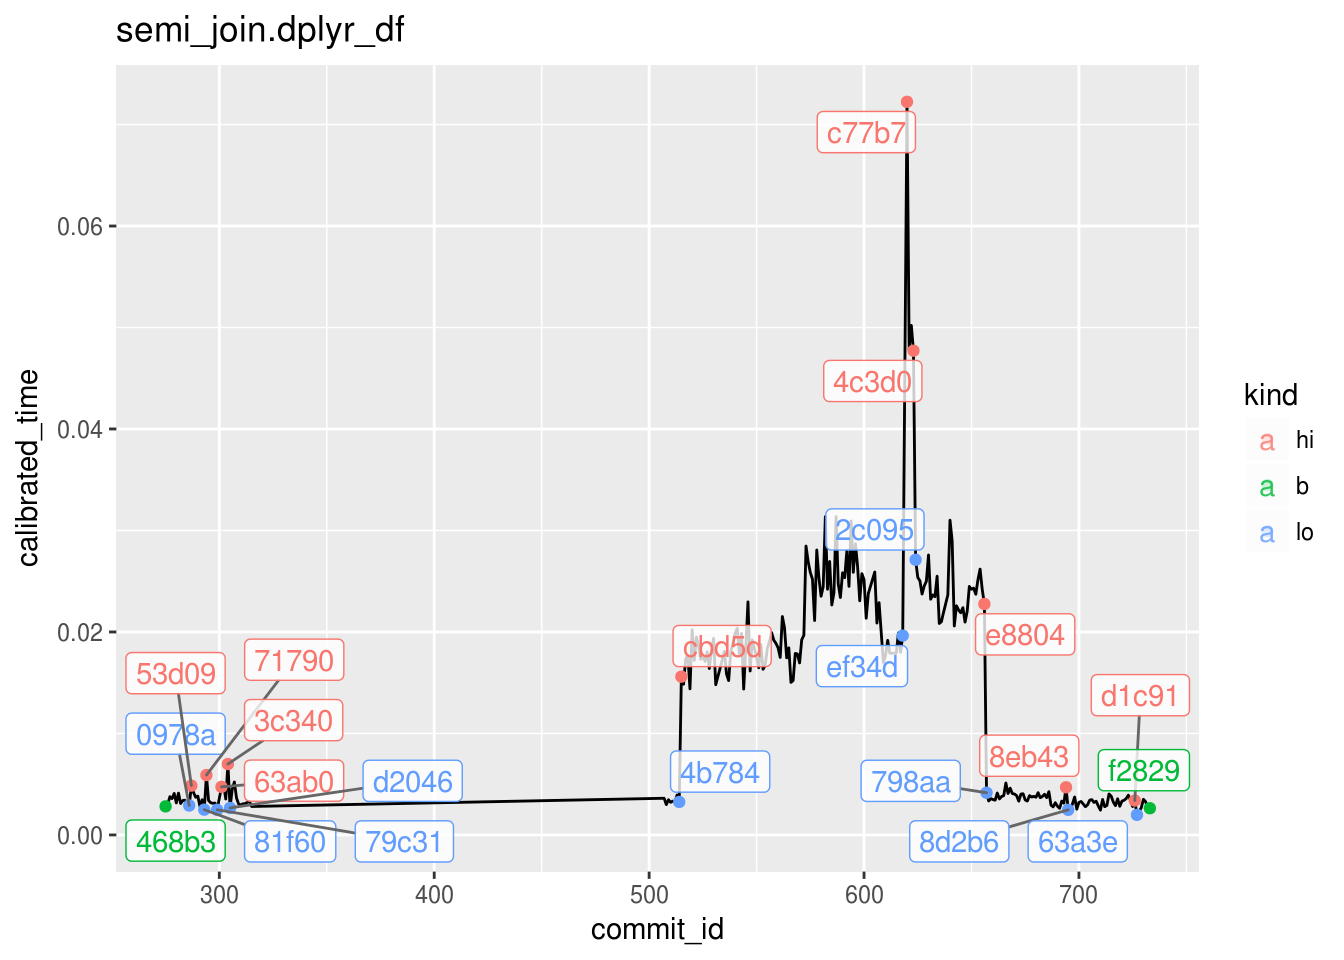 semi_join.dplyr_df
calibrated_time
0.06
0.04
0.02
0.00
c77b7
4c3d0
2c095
cbd5d
ef34d
e8804
53d09
71790
0978a
3c340
63ab0
d2046
4b784
798aa
8eb43
d1c91
f2829
468b3
81f60
79c31
8d2b6
63a3e
300
400
500
600
700
commit_id
kind
a hi
a b
a lo